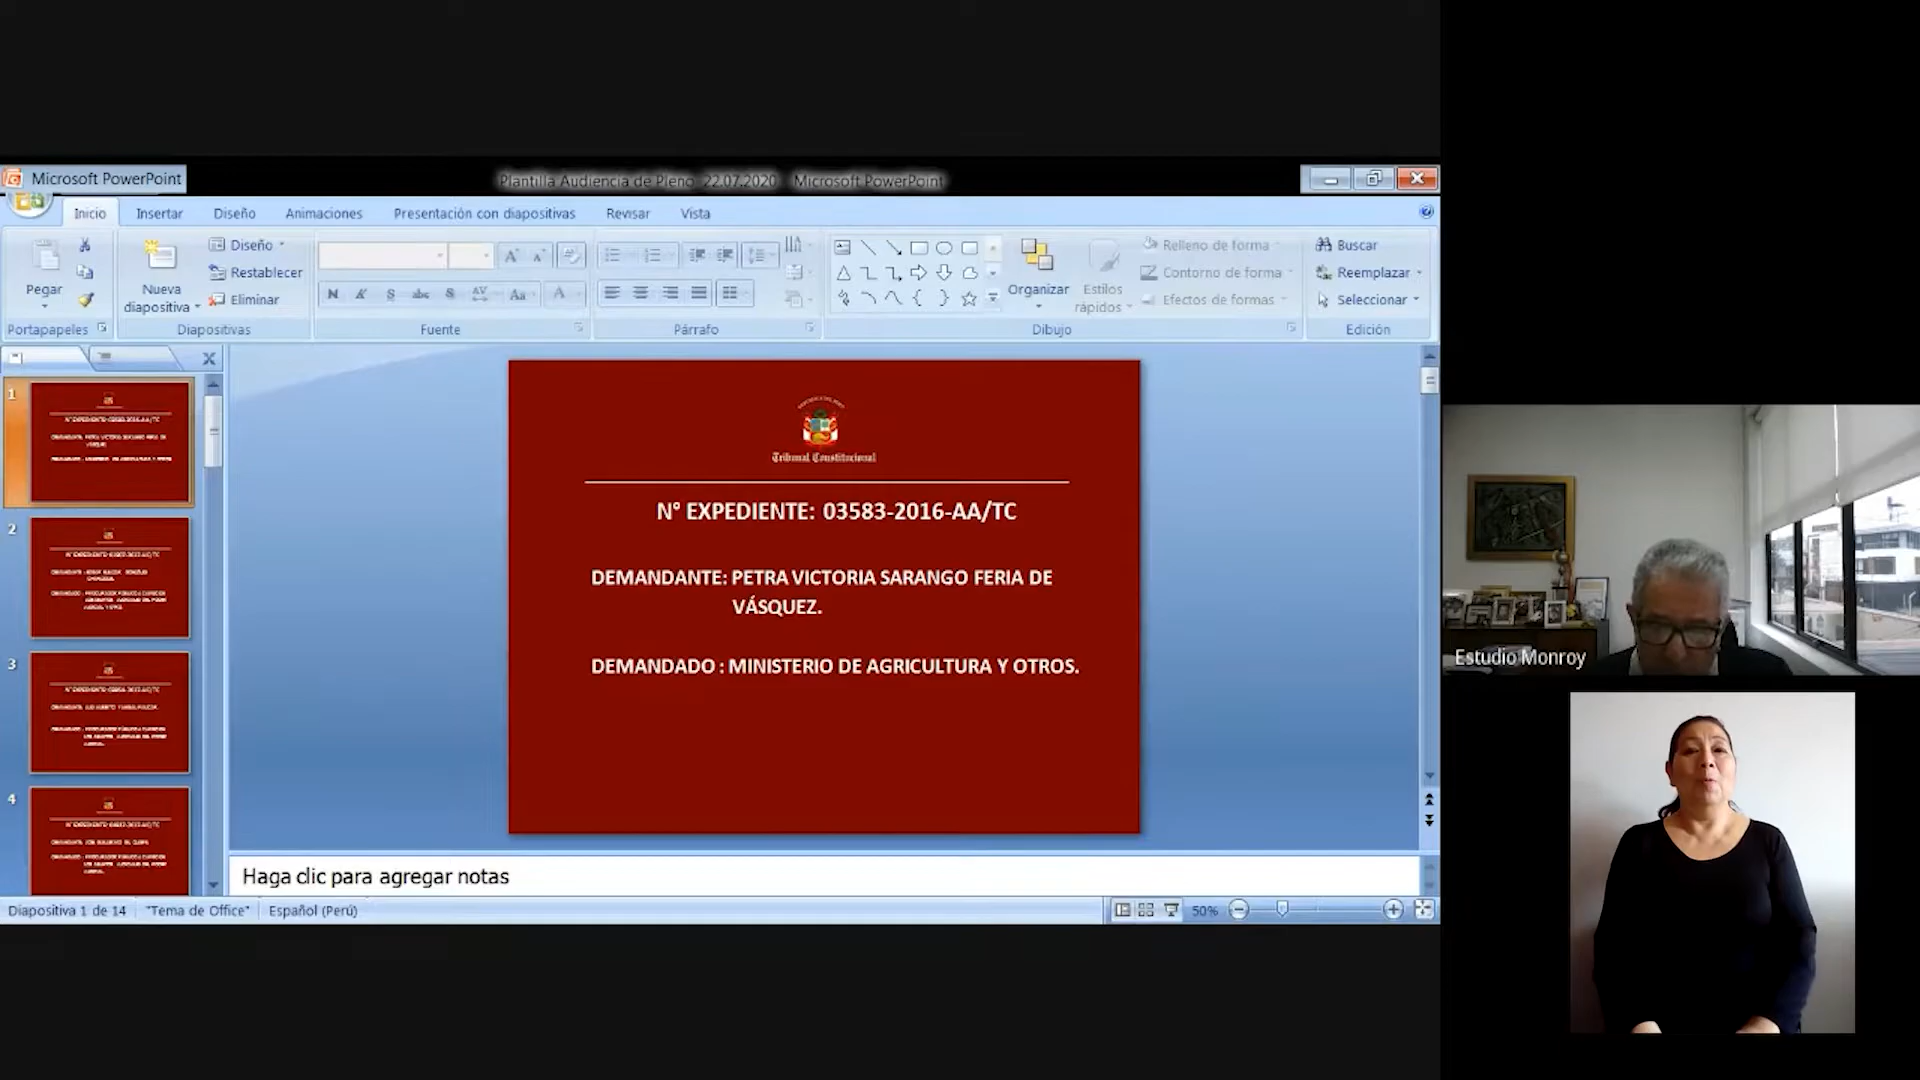 Microsoft PowerPoint
Plantilla Audiencia de Pleno 22.07.2020 - Microsoft PowerPoint
Inicio
Insertar
Diseño
Animaciones
Presentación con diapositivas
Revisar
Vista
Pegar
Portapapeles
Nueva
diapositiva
Diseño
Restablecer
Eliminar
Diapositivas
Fuente
Párrafo
Organizar
Estilos
rápidos
Relleno de forma
Contorno de forma
Efectos de formas
Dibujo
Buscar
Reemplazar
Seleccionar
Edición
1
2
3
4
Tribunal Constitucional
N° EXPEDIENTE: 03583-2016-AA/TC
DEMANDANTE: PETRA VICTORIA SARANGO FERIA DE
VÁSQUEZ.
DEMANDADO : MINISTERIO DE AGRICULTURA Y OTROS.
Haga clic para agregar notas
Diapositiva 1 de 14
"Tema de Office"
Español (Perú)
50%
Estudio Monroy